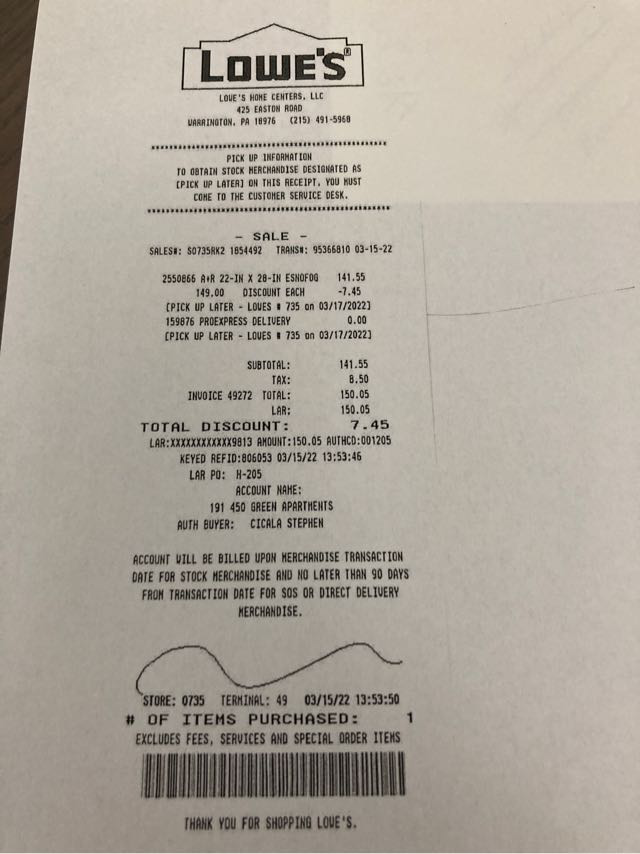 LOWE'S®
LOWE'S HOME CENTERS, LLC
425 EASTON ROAD
WARRINGTON, PA 18976 (215) 491-5968
PICK UP INFORMATION
TO OBTAIN STOCK MERCHANDISE DESIGNATED AS
[PICK UP LATER] ON THIS RECEIPT, YOU MUST
COME TO THE CUSTOMER SERVICE DESK.
- SALE -
SALES#: S0735RK2 1854492 TRANS#: 95366810 03-15-22
2550866 A+R 22-IN X 28-IN ESNOFOG 141.55
149.00 DISCOUNT EACH -7.45
[PICK UP LATER - LOWES # 735 on 03/17/2022]
159876 PROEXPRESS DELIVERY 0.00
[PICK UP LATER - LOWES # 735 on 03/17/2022]
SUBTOTAL: 141.55
TAX: 8.50
INVOICE 49272 TOTAL: 150.05
LAR: 150.05
TOTAL DISCOUNT: 7.45
LAR:XXXXXXXXXXXX9813 AMOUNT:150.05 AUTHCD:001205
KEYED REFID:806053 03/15/22 13:53:46
LAR PO: H-205
ACCOUNT NAME:
191 450 GREEN APARTMENTS
AUTH BUYER: CICALA STEPHEN
ACCOUNT WILL BE BILLED UPON MERCHANDISE TRANSACTION
DATE FOR STOCK MERCHANDISE AND NO LATER THAN 90 DAYS
FROM TRANSACTION DATE FOR SOS OR DIRECT DELIVERY
MERCHANDISE.
STORE: 0735 TERMINAL: 49 03/15/22 13:53:50
# OF ITEMS PURCHASED: 1
EXCLUDES FEES, SERVICES AND SPECIAL ORDER ITEMS
THANK YOU FOR SHOPPING LOWE'S.